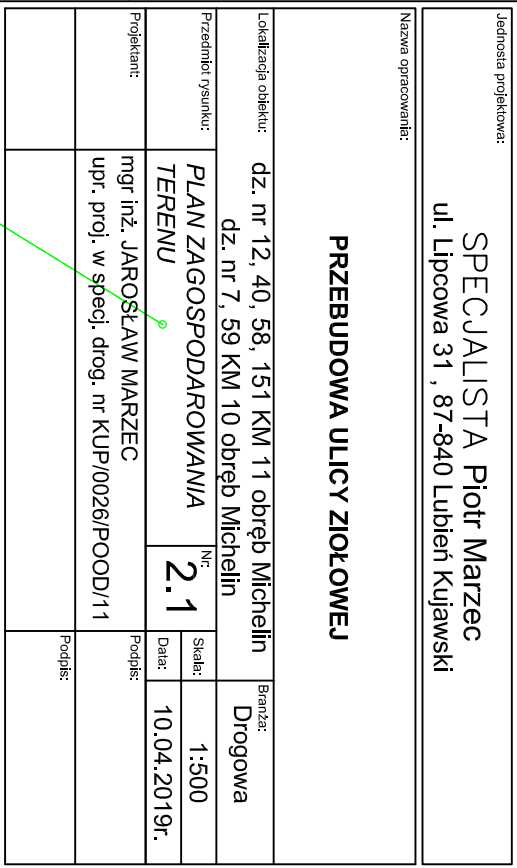 Jednosta projektowa:
SPECJALISTA Piotr Marzec
ul. Lipcowa 31 , 87-840 Lubień Kujawski
Nazwa opracowania:
PRZEBUDOWA ULICY ZIOŁOWEJ
Lokalizacja obiektu:
dz. nr 12, 40, 58, 151 KM 11 obręb Michelin
dz. nr 7, 59 KM 10 obręb Michelin
Branża:
Drogowa
Przedmiot rysunku:
PLAN ZAGOSPODAROWANIA
TERENU
Nr:
2.1
Skala:
1:500
Data:
10.04.2019r.
Projektant:
mgr inż. JAROSŁAW MARZEC
upr. proj. w specj. drog. nr KUP/0026/POOD/11
Podpis:
Podpis: